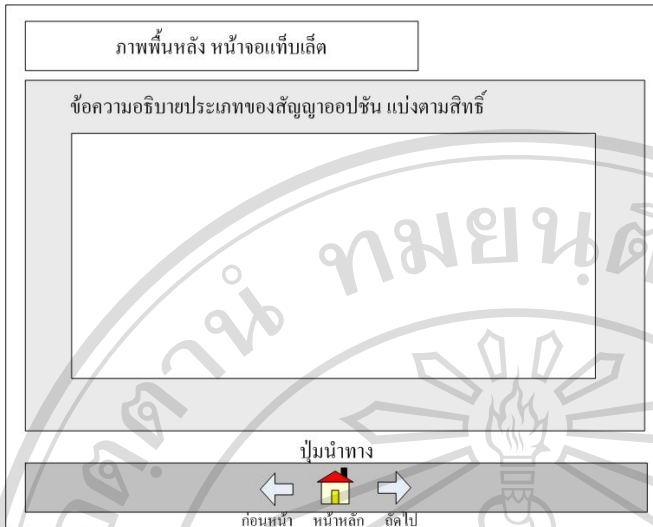 ภาพพื้นหลัง หน้าจอแท็บเล็ต
ข้อความอธิบายประเภทของสัญญาออปชัน แบ่งตามสิทธิ์
ปุ่มนำทาง
ก่อนหน้า หน้าหลัก ถัดไป